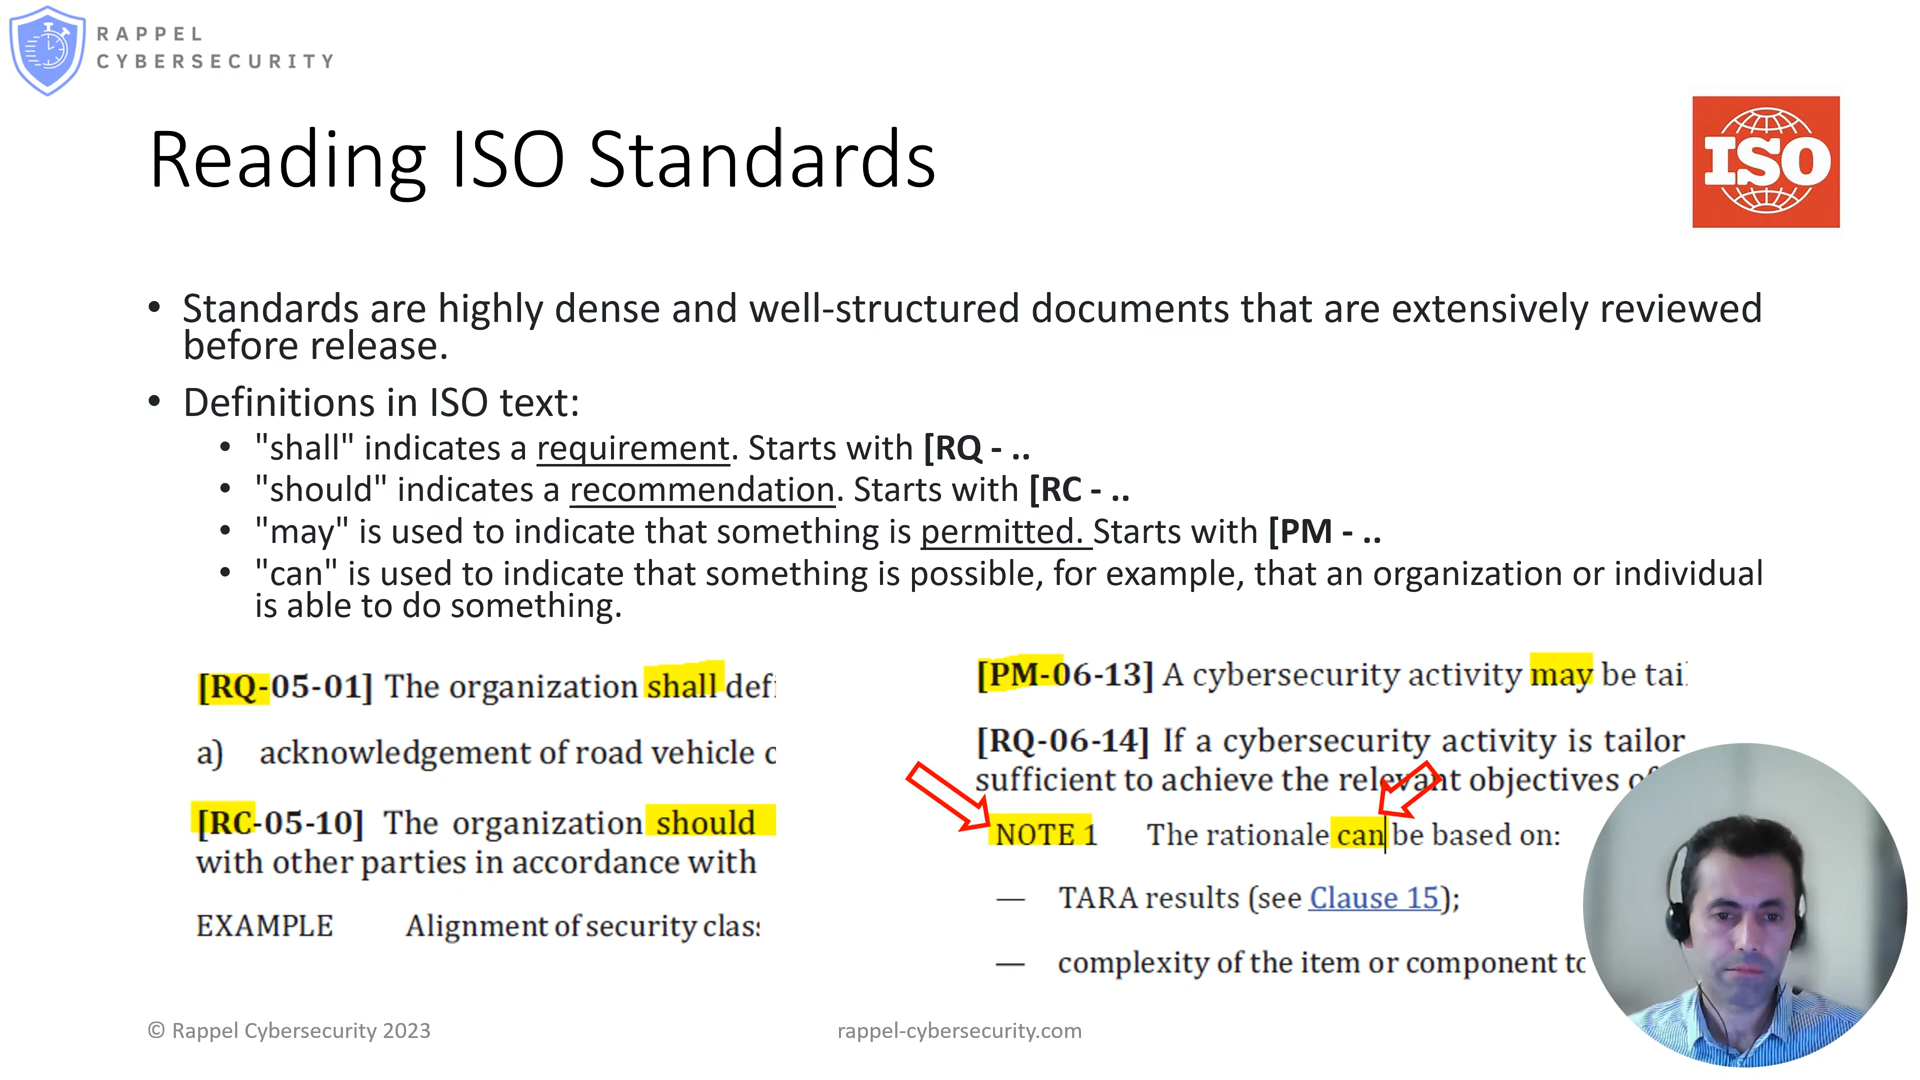 RAPPEL
CYBERSECURITY
Reading ISO Standards
ISO
• Standards are highly dense and well-structured documents that are extensively reviewed
before release.
• Definitions in ISO text:
• "shall" indicates a requirement. Starts with [RQ - ..
• "should" indicates a recommendation. Starts with [RC - ..
• "may" is used to indicate that something is permitted. Starts with [PM - ..
• "can" is used to indicate that something is possible, for example, that an organization or individual
is able to do something.
[RQ-05-01] The organization shall defi
a) acknowledgement of road vehicle c
[RC-05-10] The organization should
with other parties in accordance with
EXAMPLE Alignment of security clas
[PM-06-13] A cybersecurity activity may be tai
[RQ-06-14] If a cybersecurity activity is tailor
sufficient to achieve the relevant objectives of
NOTE 1 The rationale can be based on:
— TARA results (see Clause 15);
— complexity of the item or component to
© Rappel Cybersecurity 2023
rappel-cybersecurity.com